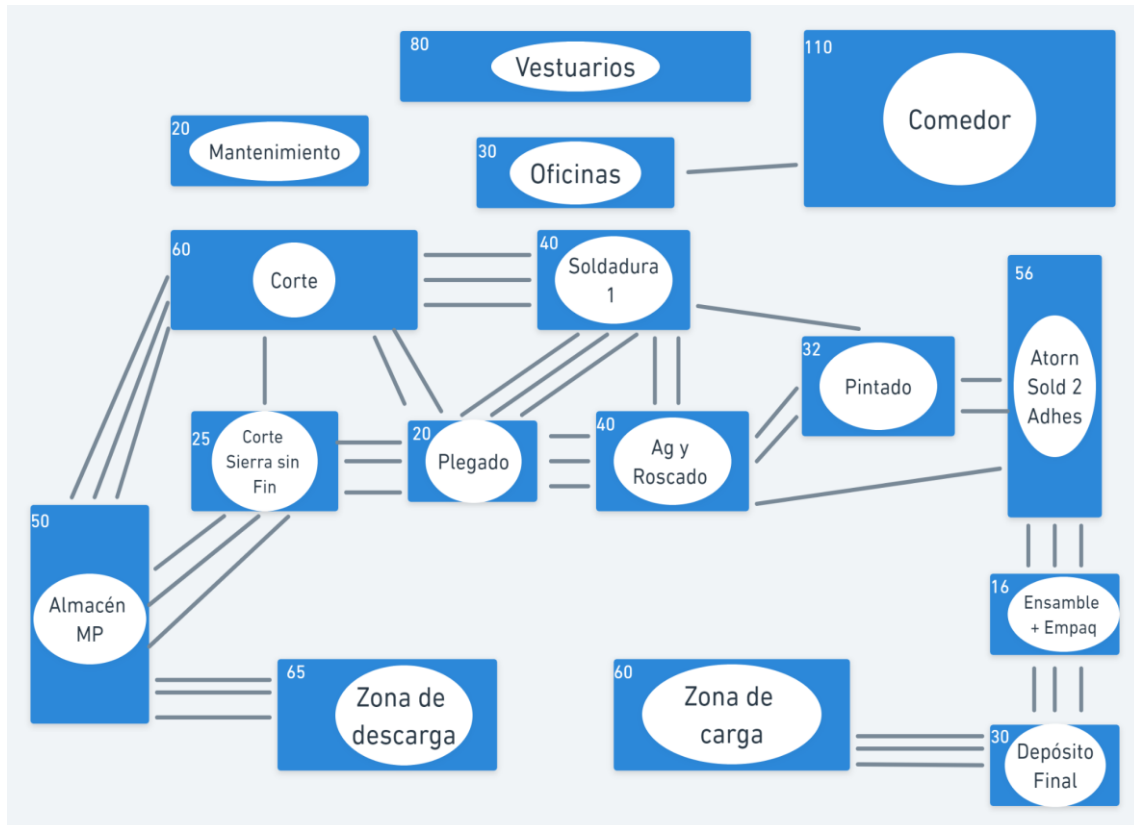 80
Vestuarios
110
Comedor
20
Mantenimiento
30
Oficinas
60
Corte
40
Soldadura
1
56
Atorn
Sold 2
Adhes
32
Pintado
25
Corte
Sierra sin
Fin
20
Plegado
40
Ag y
Roscado
50
Almacén
MP
16
Ensamble
+ Empaq
65
Zona de
descarga
60
Zona de
carga
30
Depósito
Final